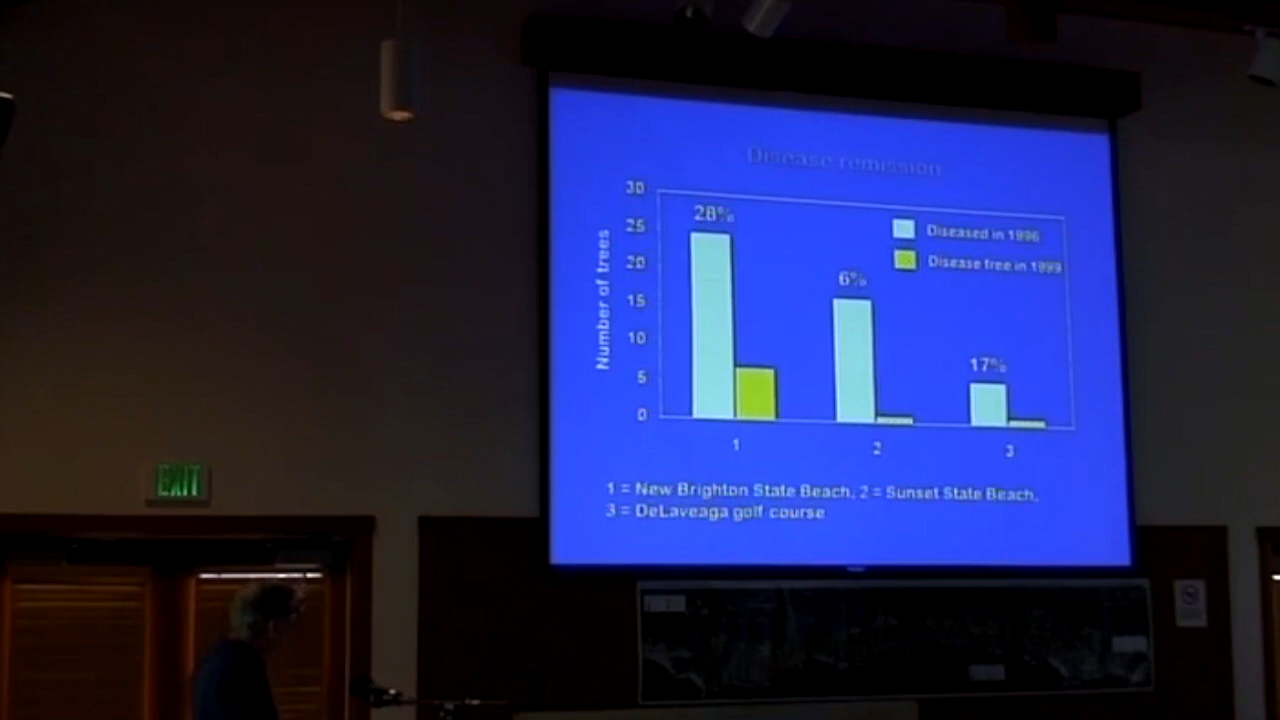 Disease remission
30
25
20
15
10
5
0
Number of trees
28%
6%
17%
Diseased in 1996
Disease free in 1999
1
2
3
1 = New Brighton State Beach, 2 = Sunset State Beach,
3 = DeLaveaga golf course
EXIT